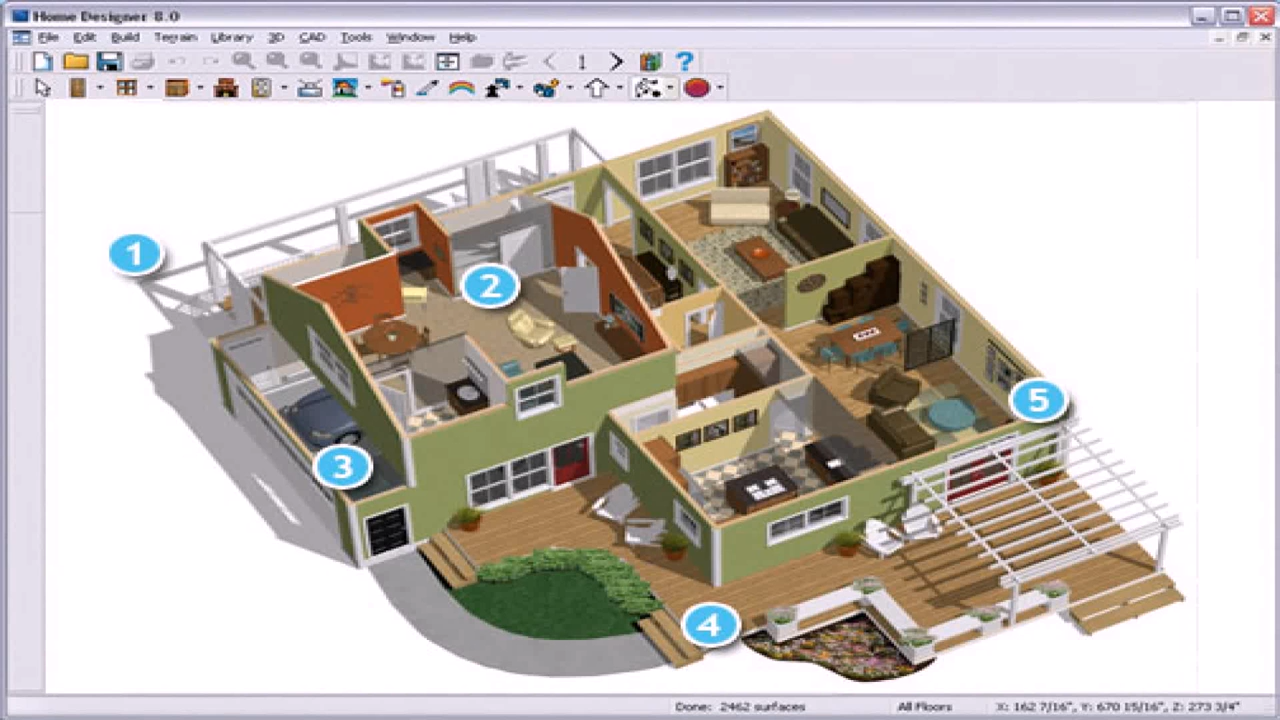 Home Designer 8.0
File Edit Build Terrain Library 3D CAD Tools Window Help
1
1
2
3
4
5
Done: 2462 surfaces All Floors X: 162 7/16", Y: 670 15/16", Z: 273 3/4"